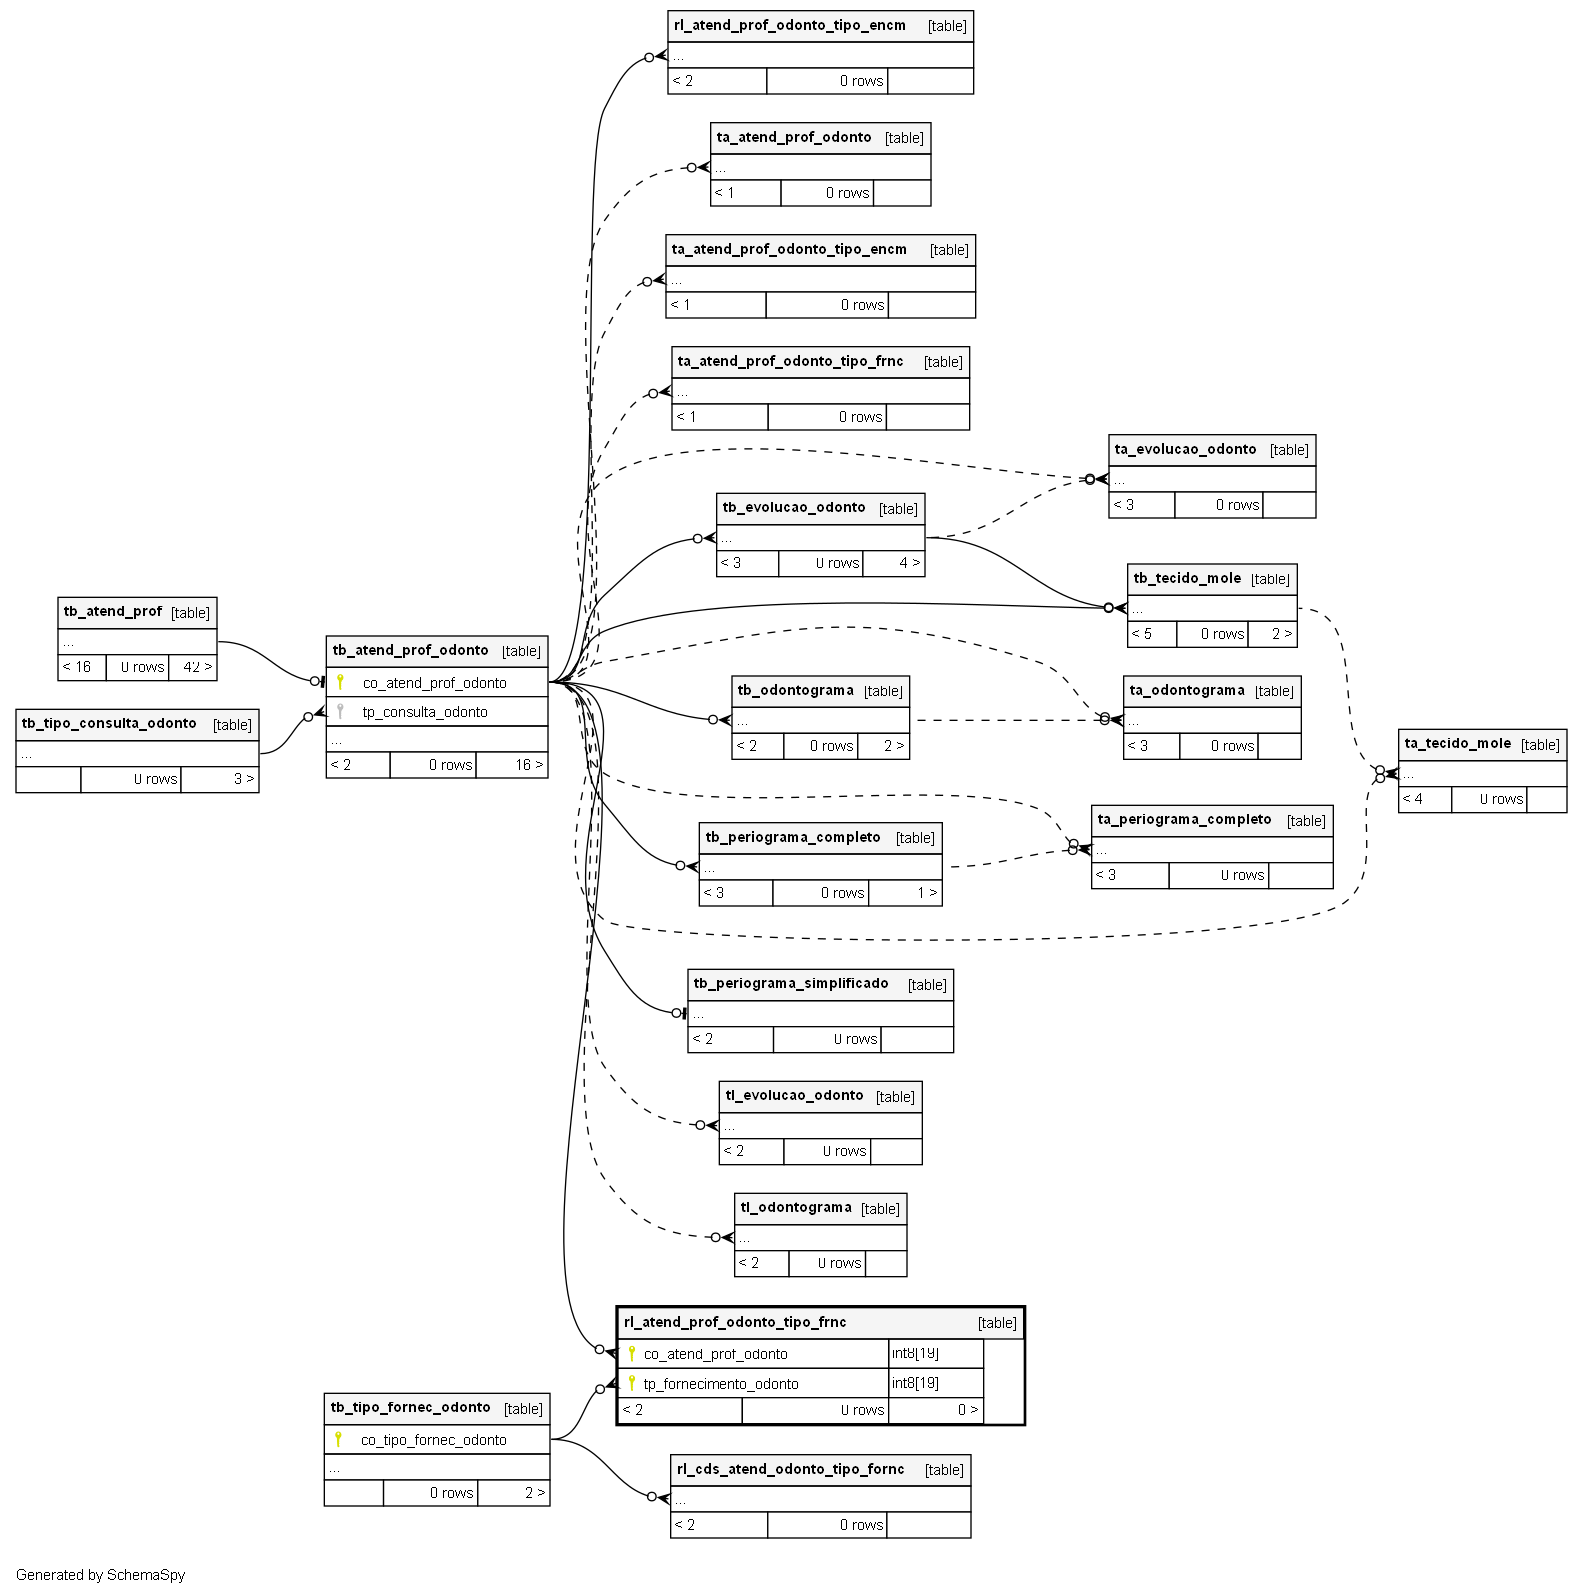 rl_atend_prof_odonto_tipo_encm [table]
...
< 2 0 rows
ta_atend_prof_odonto [table]
...
< 1 0 rows
ta_atend_prof_odonto_tipo_encm [table]
...
< 1 0 rows
ta_atend_prof_odonto_tipo_frnc [table]
...
< 1 0 rows
ta_evolucao_odonto [table]
...
< 3 0 rows
tb_evolucao_odonto [table]
...
< 3 0 rows 4 >
tb_tecido_mole [table]
...
< 5 0 rows 2 >
tb_atend_prof [table]
...
< 16 0 rows 42 >
tb_atend_prof_odonto [table]
co_atend_prof_odonto
tp_consulta_odonto
...
< 2 0 rows 16 >
tb_tipo_consulta_odonto [table]
...
0 rows 3 >
tb_odontograma [table]
...
< 2 0 rows 2 >
ta_odontograma [table]
...
< 3 0 rows
ta_tecido_mole [table]
...
< 4 0 rows
tb_periograma_completo [table]
...
< 3 0 rows 1 >
ta_periograma_completo [table]
...
< 3 0 rows
tb_periograma_simplificado [table]
...
< 2 0 rows
tl_evolucao_odonto [table]
...
< 2 0 rows
tl_odontograma [table]
...
< 2 0 rows
rl_atend_prof_odonto_tipo_frnc [table]
co_atend_prof_odonto int8[19]
tp_fornecimento_odonto int8[19]
< 2 0 rows 0 >
tb_tipo_fornec_odonto [table]
co_tipo_fornec_odonto
...
0 rows 2 >
rl_cds_atend_odonto_tipo_fornc [table]
...
< 2 0 rows
Generated by SchemaSpy